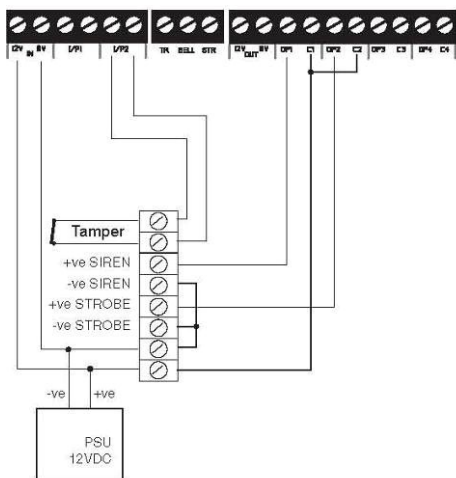 12V 0V I/P1 I/P2 TR BELL STR 12V 0V OP1 C1 OP2 C2 OP3 C3 OP4 C4
IN OUT
Tamper
+ve SIREN
-ve SIREN
+ve STROBE
-ve STROBE
-ve +ve
PSU
12VDC